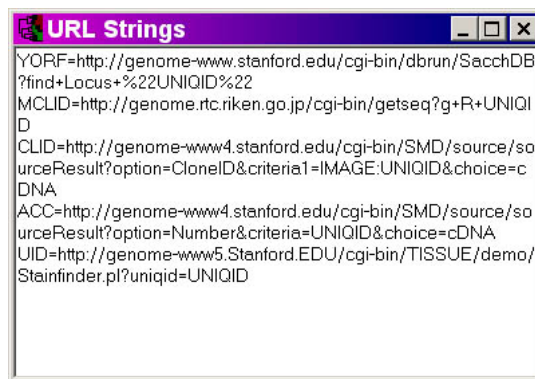 URL Strings
YORF=http://genome-www.stanford.edu/cgi-bin/dbrun/SacchDB
?find+Locus+%22UNIQID%22
MCLID=http://genome.rtc.riken.go.jp/cgi-bin/getseq?g+R+UNIQI
D
CLID=http://genome-www4.stanford.edu/cgi-bin/SMD/source/so
urceResult?option=CloneID&criteria1=IMAGE:UNIQID&choice=c
DNA
ACC=http://genome-www4.stanford.edu/cgi-bin/SMD/source/so
urceResult?option=Number&criteria=UNIQID&choice=cDNA
UID=http://genome-www5.Stanford.EDU/cgi-bin/TISSUE/demo/
Stainfinder.pl?uniqid=UNIQID